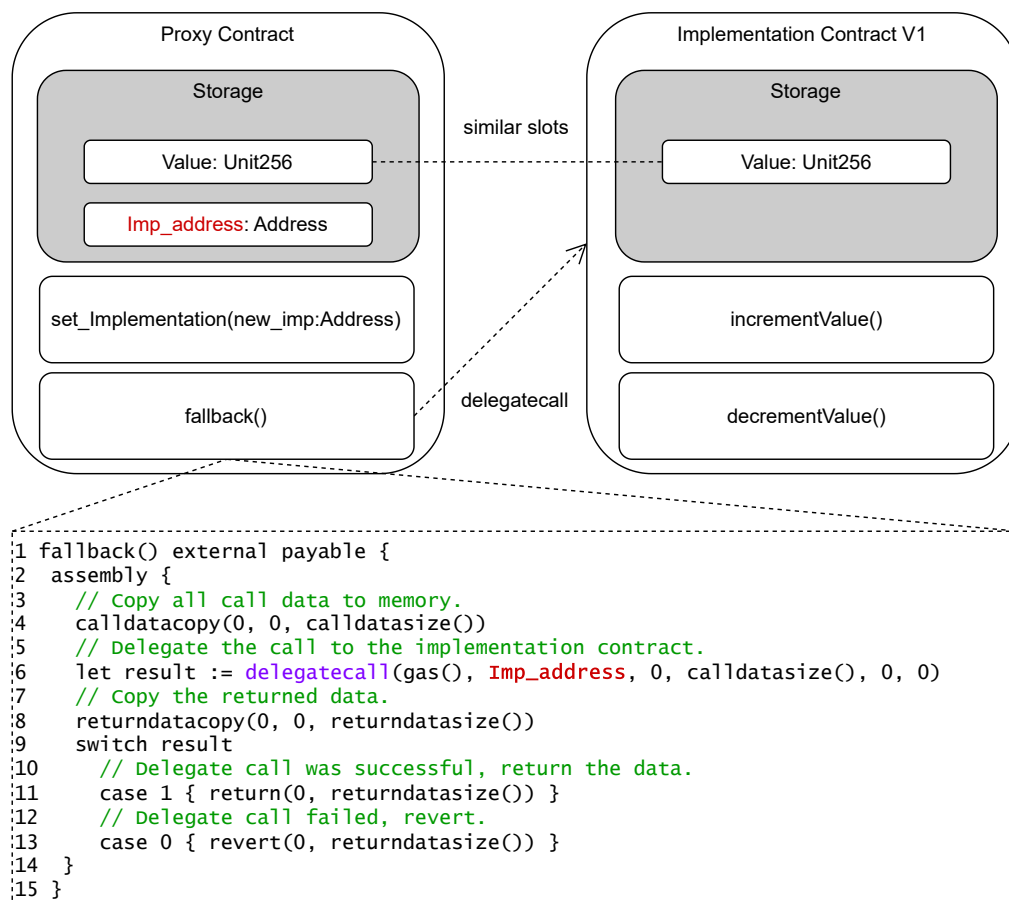 Proxy Contract
Storage
Value: Unit256
Imp_address: Address
set_Implementation(new_imp:Address)
fallback()
similar slots
delegatecall
Implementation Contract V1
Storage
Value: Unit256
incrementValue()
decrementValue()
1 fallback() external payable {
2  assembly {
3    // Copy all call data to memory.
4    calldatacopy(0, 0, calldatasize())
5    // Delegate the call to the implementation contract.
6    let result := delegatecall(gas(), Imp_address, 0, calldatasize(), 0, 0)
7    // Copy the returned data.
8    returndatacopy(0, 0, returndatasize())
9    switch result
10      // Delegate call was successful, return the data.
11      case 1 { return(0, returndatasize()) }
12      // Delegate call failed, revert.
13      case 0 { revert(0, returndatasize()) }
14  }
15 }